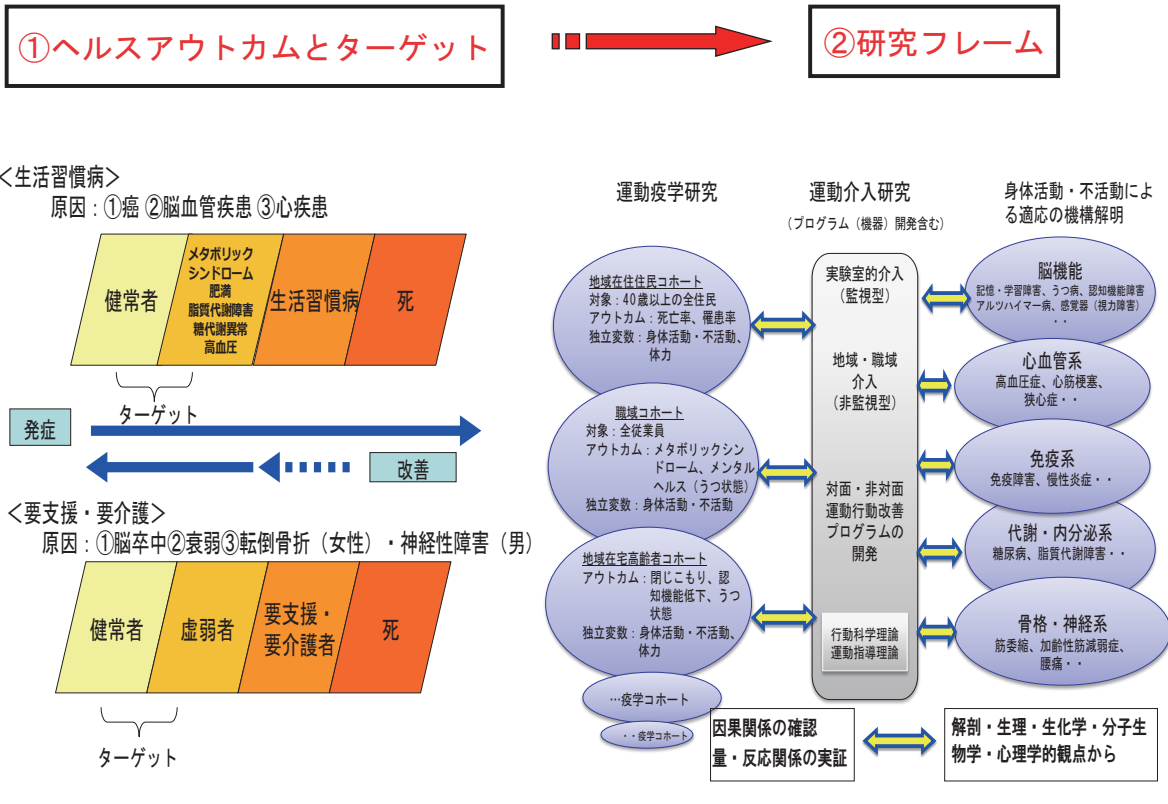 ①ヘルスアウトカムとターゲット
②研究フレーム
＜生活習慣病＞
原因：①癌 ②脳血管疾患 ③心疾患
健常者
メタボリック
シンドローム
肥満
脂質代謝障害
糖代謝異常
高血圧
生活習慣病
死
ターゲット
発症
改善
＜要支援・要介護＞
原因：①脳卒中②衰弱③転倒骨折（女性）・神経性障害（男）
健常者
虚弱者
要支援・
要介護者
死
ターゲット
運動疫学研究
地域在住住民コホート
対象：40歳以上の全住民
アウトカム：死亡率、罹患率
独立変数：身体活動・不活動、
体力
職域コホート
対象：全従業員
アウトカム：メタボリックシン
ドローム、メンタル
ヘルス（うつ状態）
独立変数：身体活動・不活動
地域在宅高齢者コホート
アウトカム：閉じこもり、認
知機能低下、うつ
状態
独立変数：身体活動・不活動、
体力
…疫学コホート
・・疫学コホート
運動介入研究
（プログラム（機器）開発含む）
実験室的介入
（監視型）
地域・職域
介入
（非監視型）
対面・非対面
運動行動改善
プログラムの
開発
行動科学理論
運動指導理論
身体活動・不活動によ
る適応の機構解明
脳機能
記憶・学習障害、うつ病、認知機能障害
アルツハイマー病、感覚器（視力障害）
・・
心血管系
高血圧症、心筋梗塞、
狭心症・・
免疫系
免疫障害、慢性炎症・・
代謝・内分泌系
糖尿病、脂質代謝障害・・
骨格・神経系
筋委縮、加齢性筋減弱症、
腰痛・・
因果関係の確認
量・反応関係の実証
解剖・生理・生化学・分子生
物学・心理学的観点から